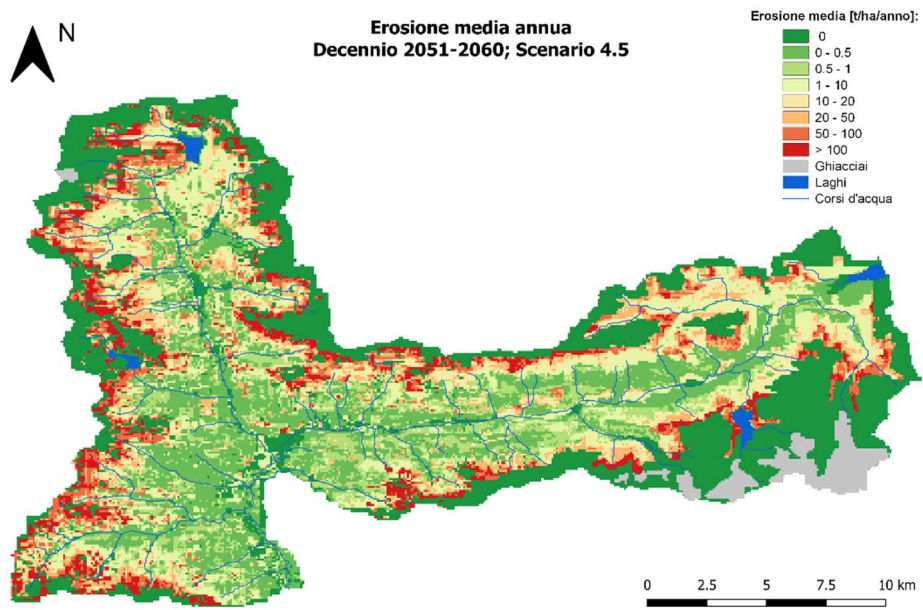 Erosione media annua
Decennio 2051-2060; Scenario 4.5
N
Erosione media [t/ha/anno]:
0
0 - 0.5
0.5 - 1
1 - 10
10 - 20
20 - 50
50 - 100
> 100
Ghiacciai
Laghi
Corsi d'acqua
0 2.5 5 7.5 10 km